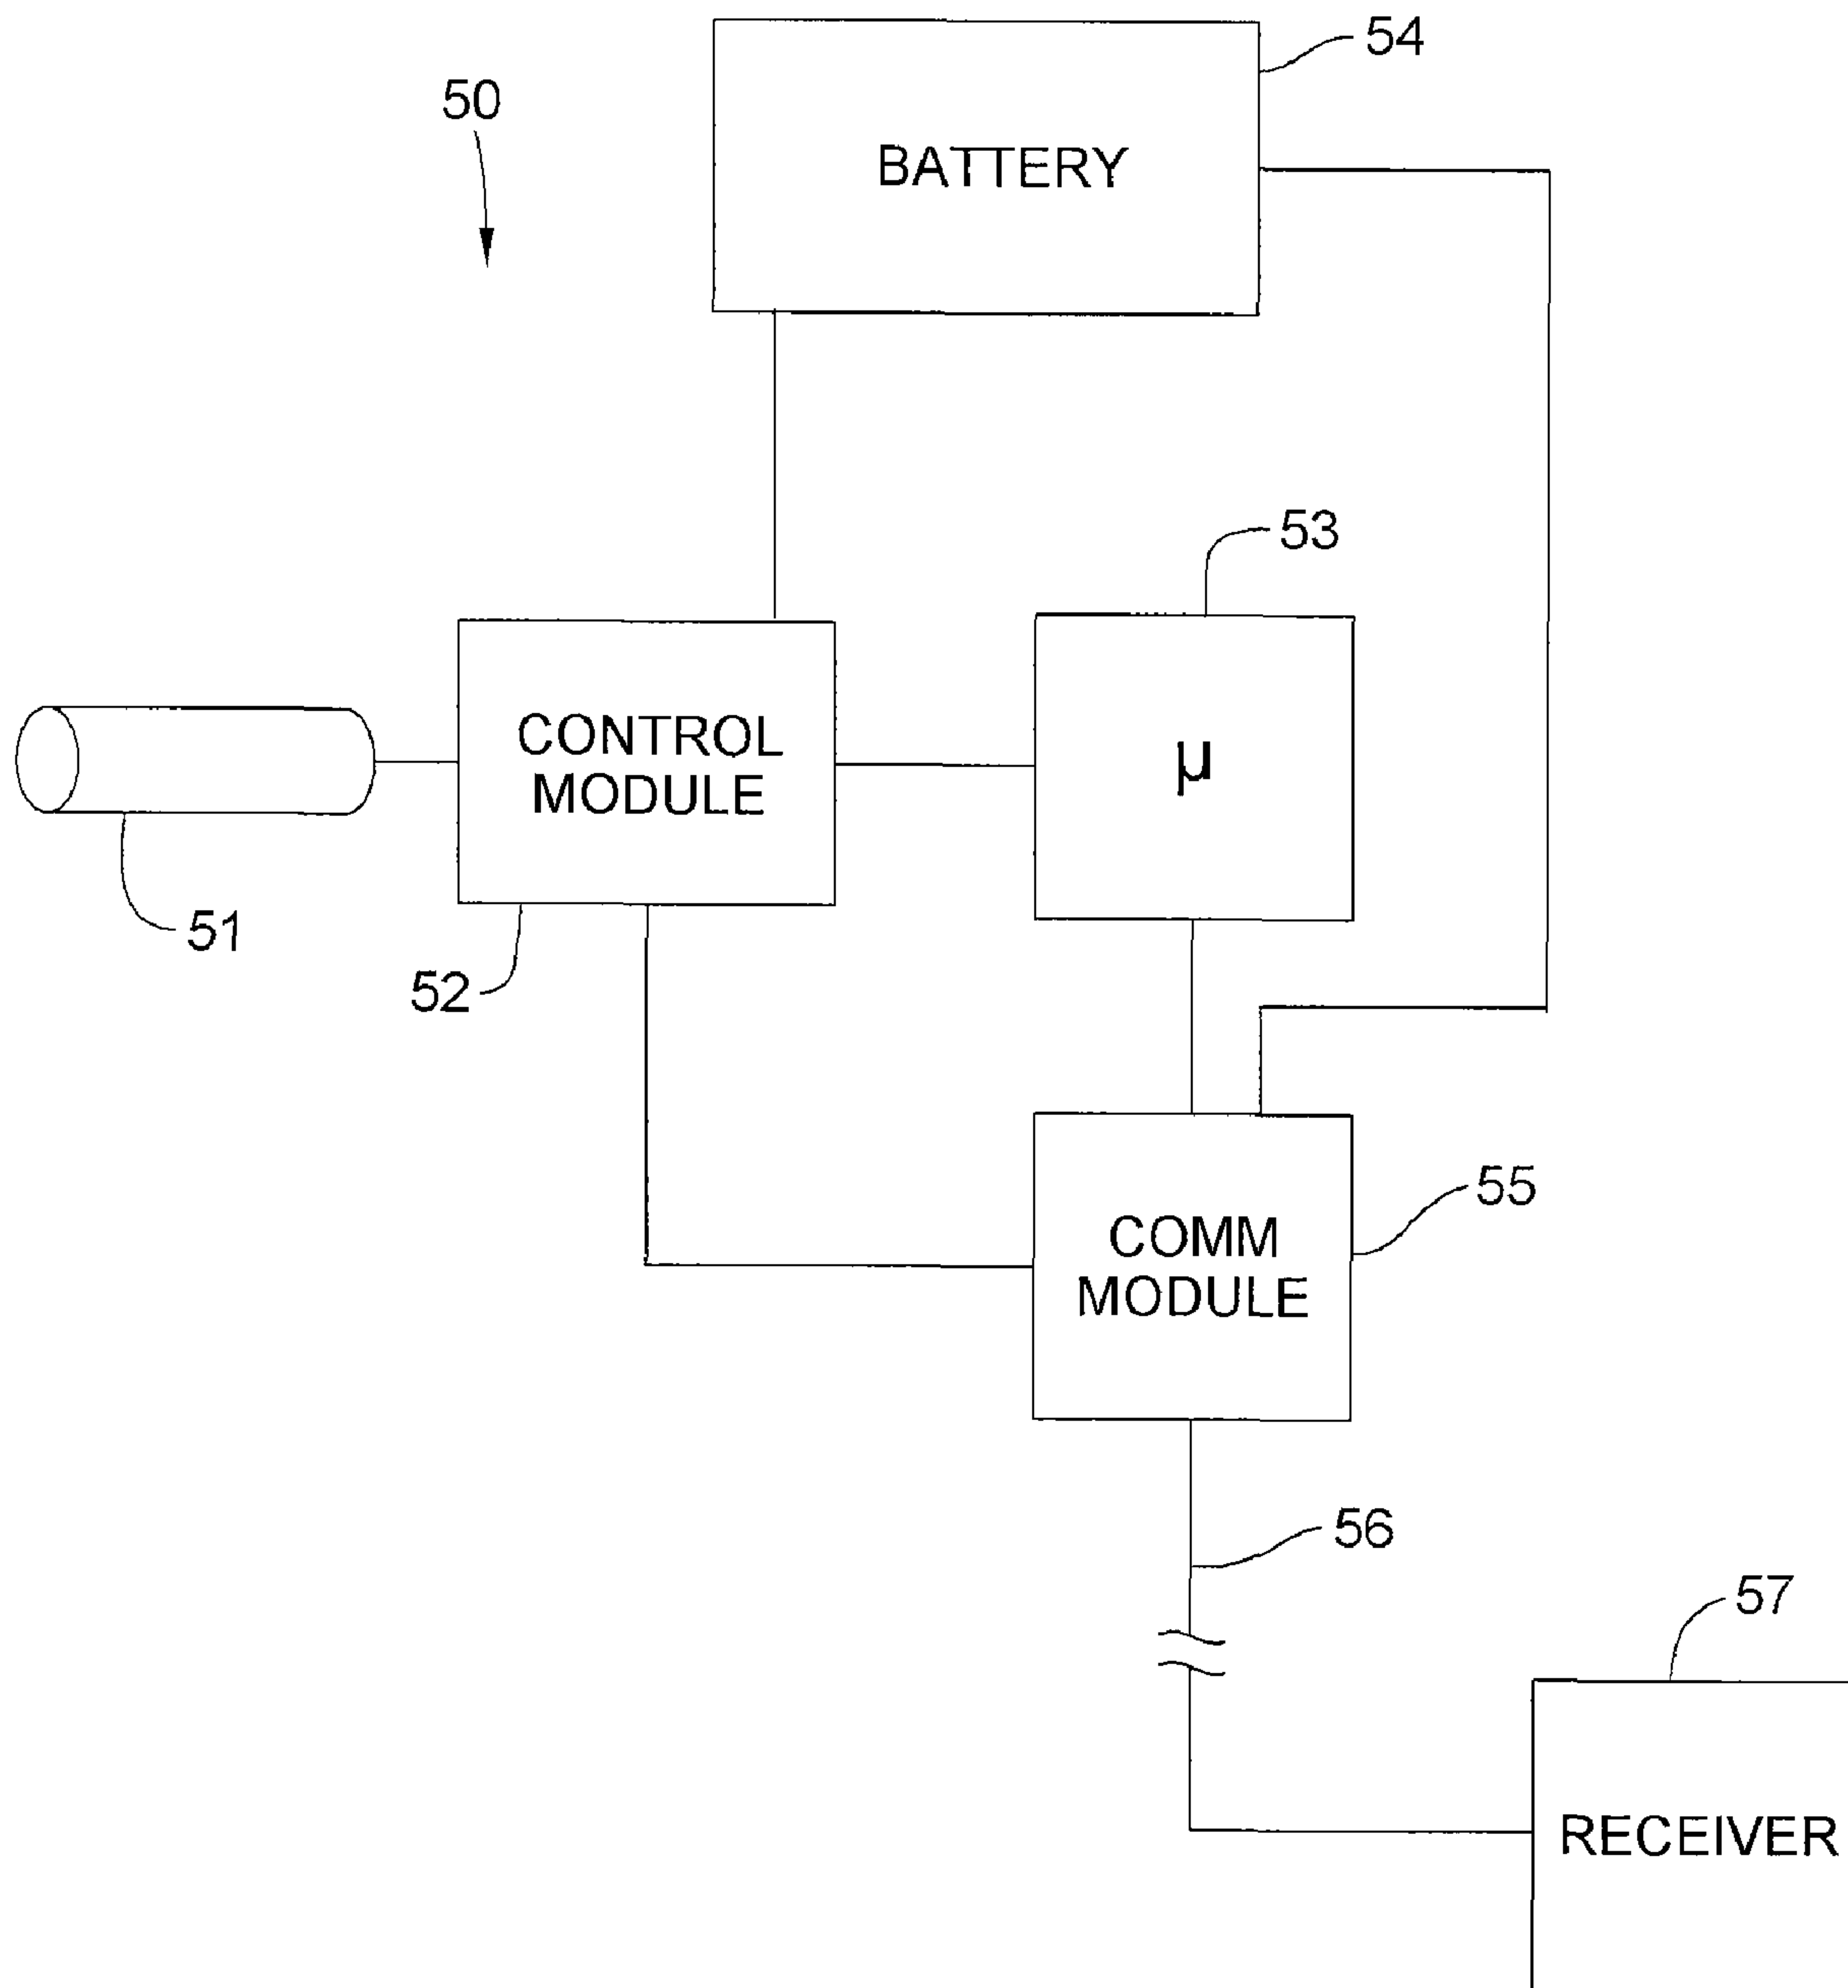 54
50
BATTERY
53
CONTROL
MODULE
µ
51
52
55
COMM
MODULE
56
57
RECEIVER